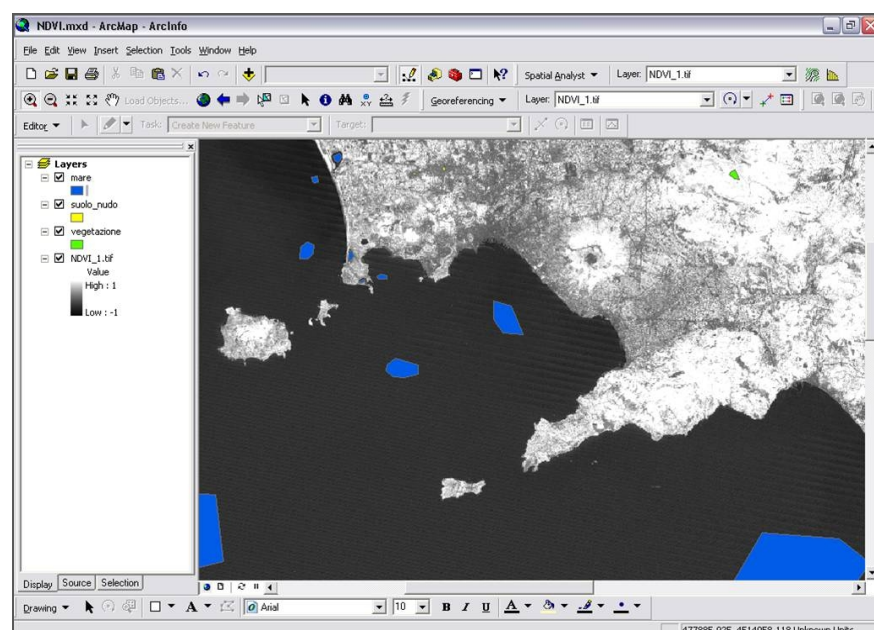 NDVI.mxd - ArcMap - ArcInfo
File Edit View Insert Selection Tools Window Help
Spatial Analyst Layer: NDVI_1.tif
Load Objects... Georeferencing Layer: NDVI_1.tif
Editor Task: Create New Feature Target:
Layers
mare
suolo_nudo
vegetazione
NDVI_1.tif
Value
High : 1
Low : -1
Display Source Selection
Drawing A Arial 10 B I U A